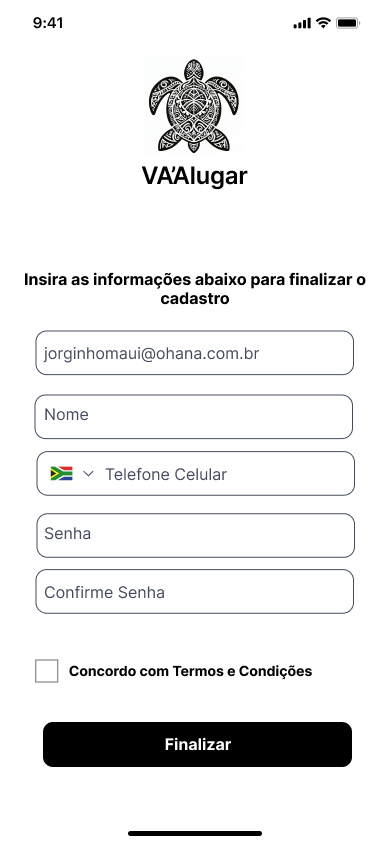 9:41
VA'Alugar
Insira as informações abaixo para finalizar o
cadastro
jorginhomaui@ohana.com.br
Nome
Telefone Celular
Senha
Confirme Senha
Concordo com Termos e Condições
Finalizar